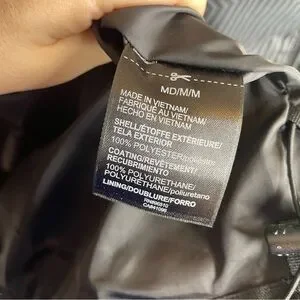 MD/M/M
MADE IN VIETNAM/
FABRIQUÉ AU VIETNAM/
HECHO EN VIETNAM
SHELL/ÉTOFFE EXTÉRIEURE/
TELA EXTERIOR
100% POLYESTER/poliéster
COATING/REVÊTEMENT/
RECUBRIMIENTO
100% POLYURETHANE/
POLYURÉTHANE/poliuretano
LINING/DOUBLURE/FORRO